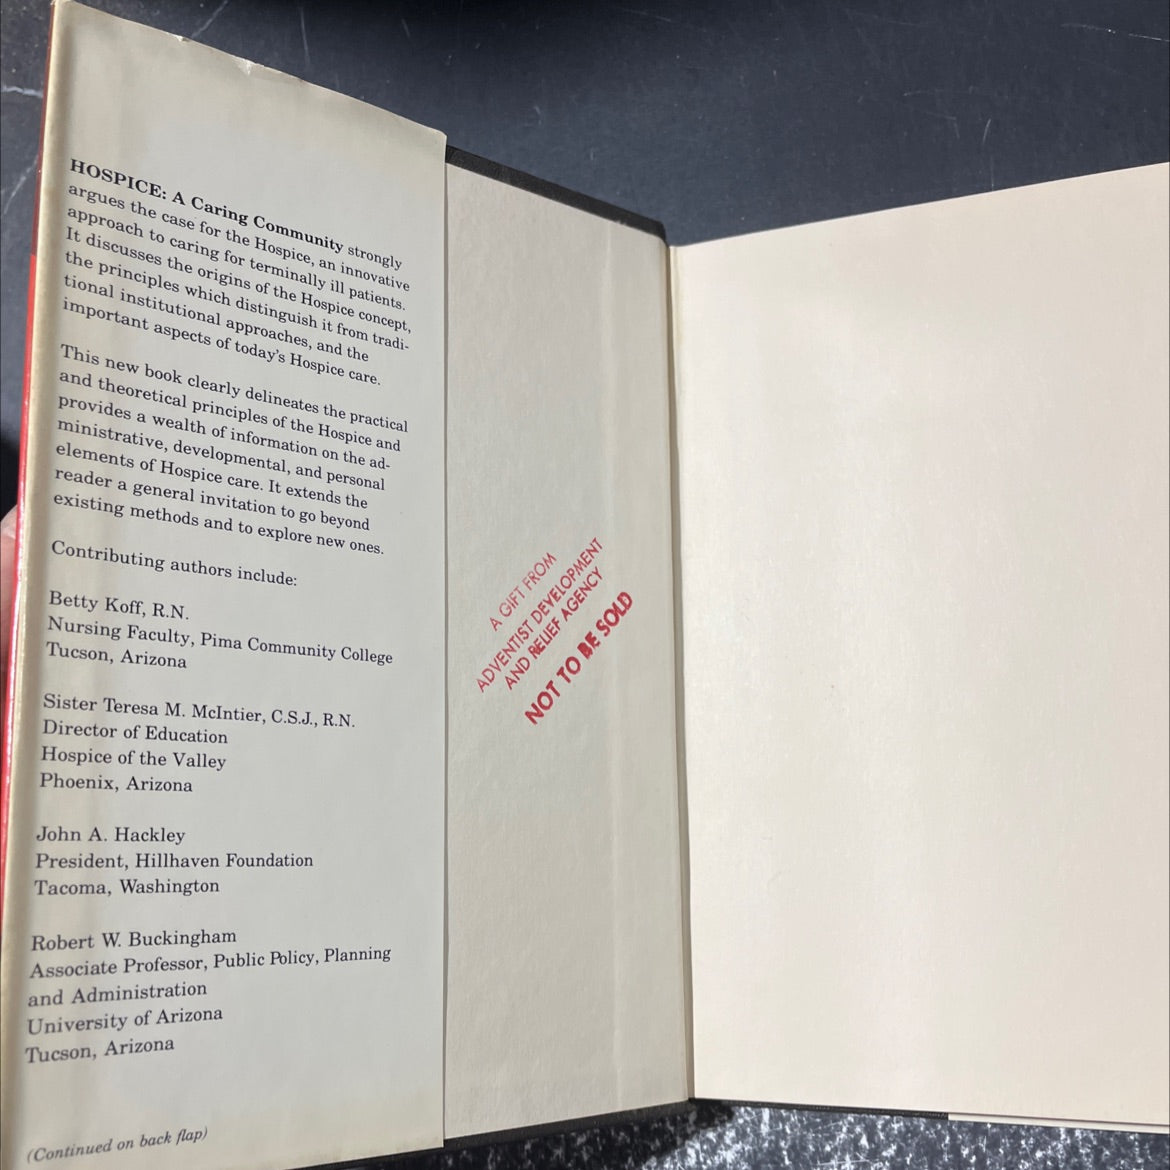 HOSPICE: A Caring Community strongly
argues the case for the Hospice, an innovative
approach to caring for terminally ill patients.
It discusses the origins of the Hospice concept,
the principles which distinguish it from tradi-
tional institutional approaches, and the
important aspects of today's Hospice care.
This new book clearly delineates the practical
and theoretical principles of the Hospice and
provides a wealth of information on the ad-
ministrative, developmental, and personal
elements of Hospice care. It extends the
reader a general invitation to go beyond
existing methods and to explore new ones.
Contributing authors include:
Betty Koff, R.N.
Nursing Faculty, Pima Community College
Tucson, Arizona
Sister Teresa M. McIntier, C.S.J., R.N.
Director of Education
Hospice of the Valley
Phoenix, Arizona
John A. Hackley
President, Hillhaven Foundation
Tacoma, Washington
Robert W. Buckingham
Associate Professor, Public Policy, Planning
and Administration
University of Arizona
Tucson, Arizona
(Continued on back flap)
A GIFT FROM
ADVENTIST DEVELOPMENT
AND RELIEF AGENCY
NOT TO BE SOLD